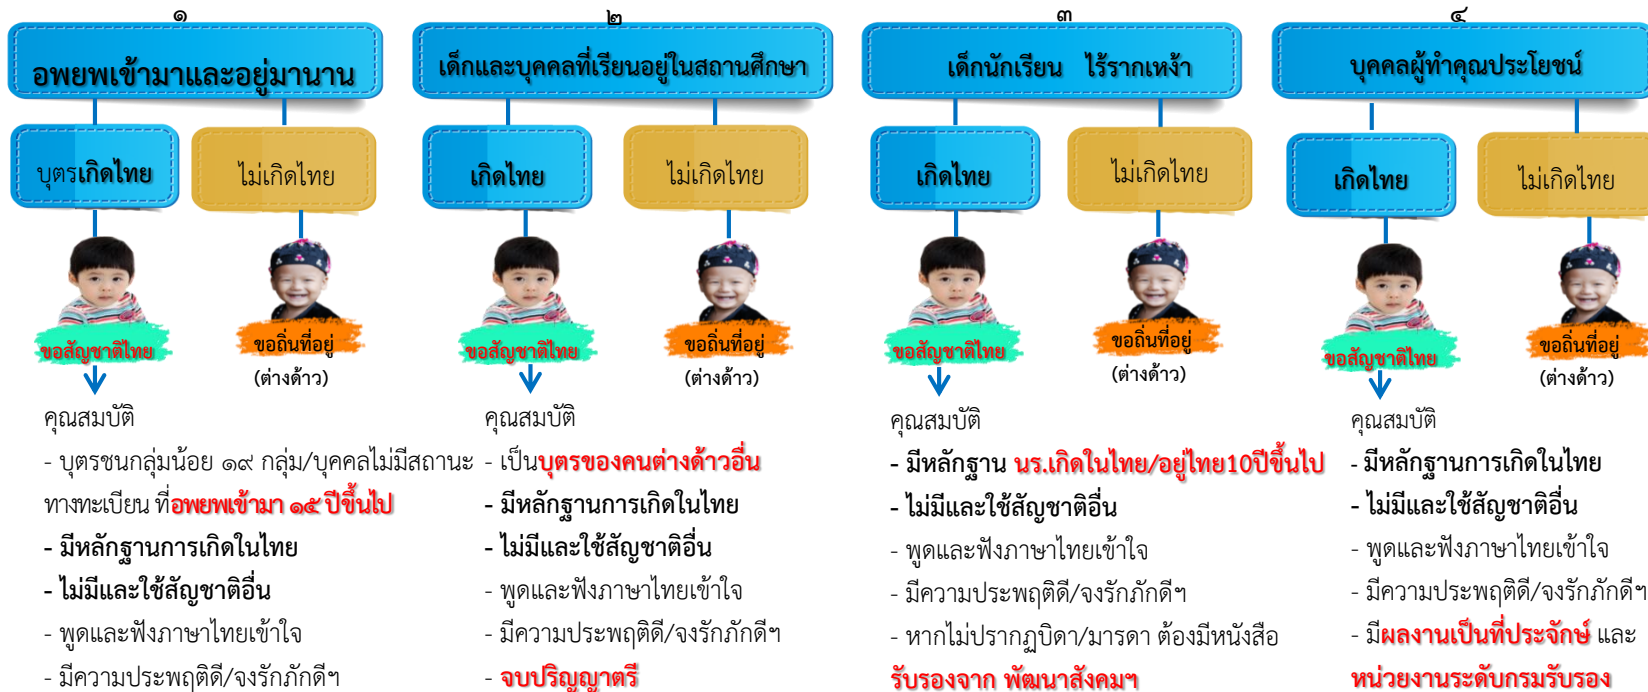 ๑
อพยพเข้ามาและอยู่มานาน
บุตรเกิดไทย
ไม่เกิดไทย
ขอสัญชาติไทย
ขอถิ่นที่อยู่
(ต่างด้าว)
คุณสมบัติ
- บุตรชนกลุ่มน้อย ๑๙ กลุ่ม/บุคคลไม่มีสถานะ
ทางทะเบียน ที่อพยพเข้ามา ๑๕ ปีขึ้นไป
- มีหลักฐานการเกิดในไทย
- ไม่มีและใช้สัญชาติอื่น
- พูดและฟังภาษาไทยเข้าใจ
- มีความประพฤติดี/จงรักภักดีฯ
๒
เด็กและบุคคลที่เรียนอยู่ในสถานศึกษา
เกิดไทย
ไม่เกิดไทย
ขอสัญชาติไทย
ขอถิ่นที่อยู่
(ต่างด้าว)
คุณสมบัติ
- เป็นบุตรของคนต่างด้าวอื่น
- มีหลักฐานการเกิดในไทย
- ไม่มีและใช้สัญชาติอื่น
- พูดและฟังภาษาไทยเข้าใจ
- มีความประพฤติดี/จงรักภักดีฯ
- จบปริญญาตรี
๓
เด็กนักเรียน ไร้รากเหง้า
เกิดไทย
ไม่เกิดไทย
ขอสัญชาติไทย
ขอถิ่นที่อยู่
(ต่างด้าว)
คุณสมบัติ
- มีหลักฐาน นร.เกิดในไทย/อยู่ไทย10ปีขึ้นไป
- ไม่มีและใช้สัญชาติอื่น
- พูดและฟังภาษาไทยเข้าใจ
- มีความประพฤติดี/จงรักภักดีฯ
- หากไม่ปรากฏบิดา/มารดา ต้องมีหนังสือ
รับรองจาก พัฒนาสังคมฯ
๔
บุคคลผู้ทำคุณประโยชน์
เกิดไทย
ไม่เกิดไทย
ขอสัญชาติไทย
ขอถิ่นที่อยู่
(ต่างด้าว)
คุณสมบัติ
- มีหลักฐานการเกิดในไทย
- ไม่มีและใช้สัญชาติอื่น
- พูดและฟังภาษาไทยเข้าใจ
- มีความประพฤติดี/จงรักภักดีฯ
- มีผลงานเป็นที่ประจักษ์ และ
หน่วยงานระดับกรมรับรอง